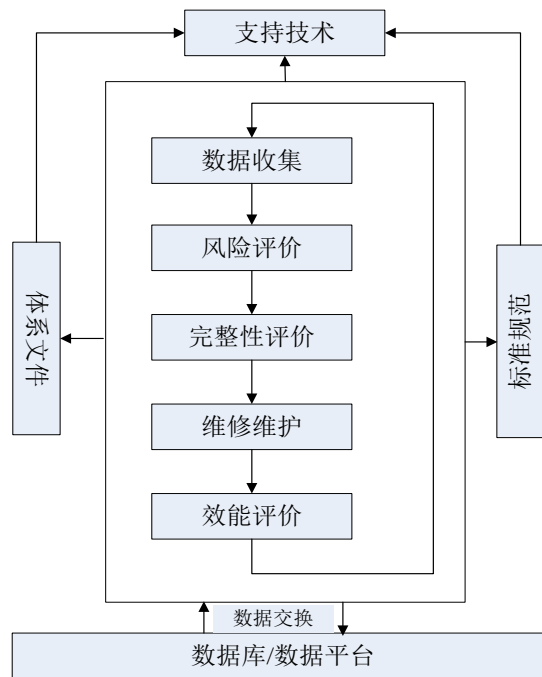 支持技术
数据收集
风险评价
体系文件
完整性评价
标准规范
维修维护
效能评价
数据交换
数据库/数据平台